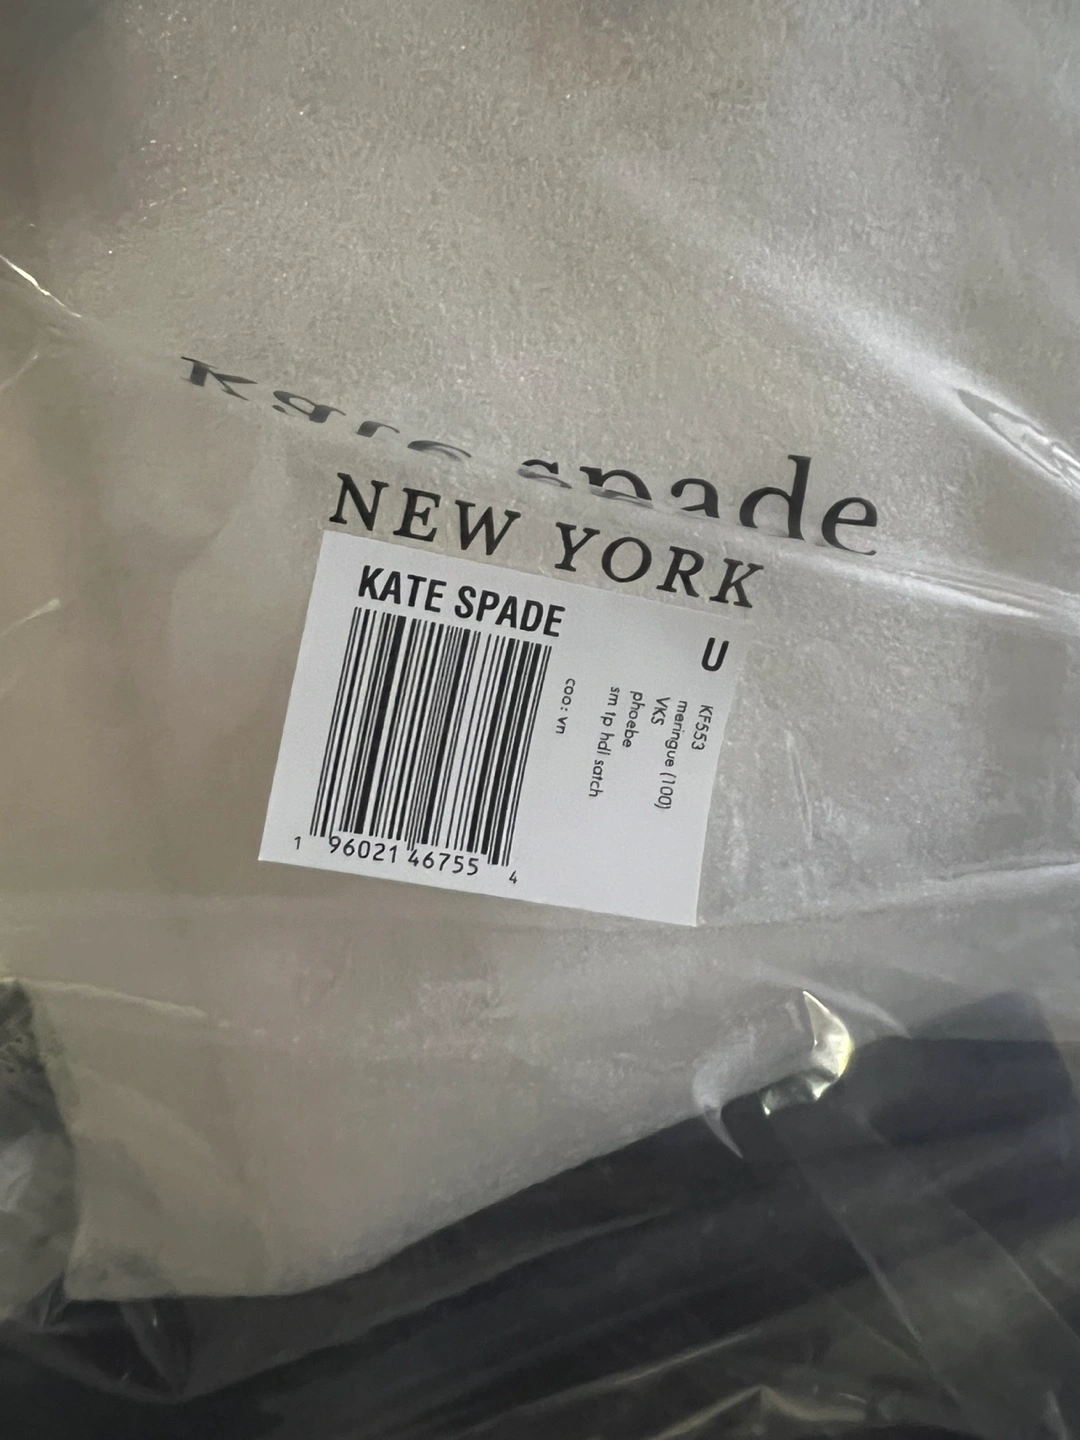 kate spade
NEW YORK
KATE SPADE
U
KF553
meringue (100)
VKS
phoebe
sm tp hdl satch
coo: vn
1 96021 46755 4